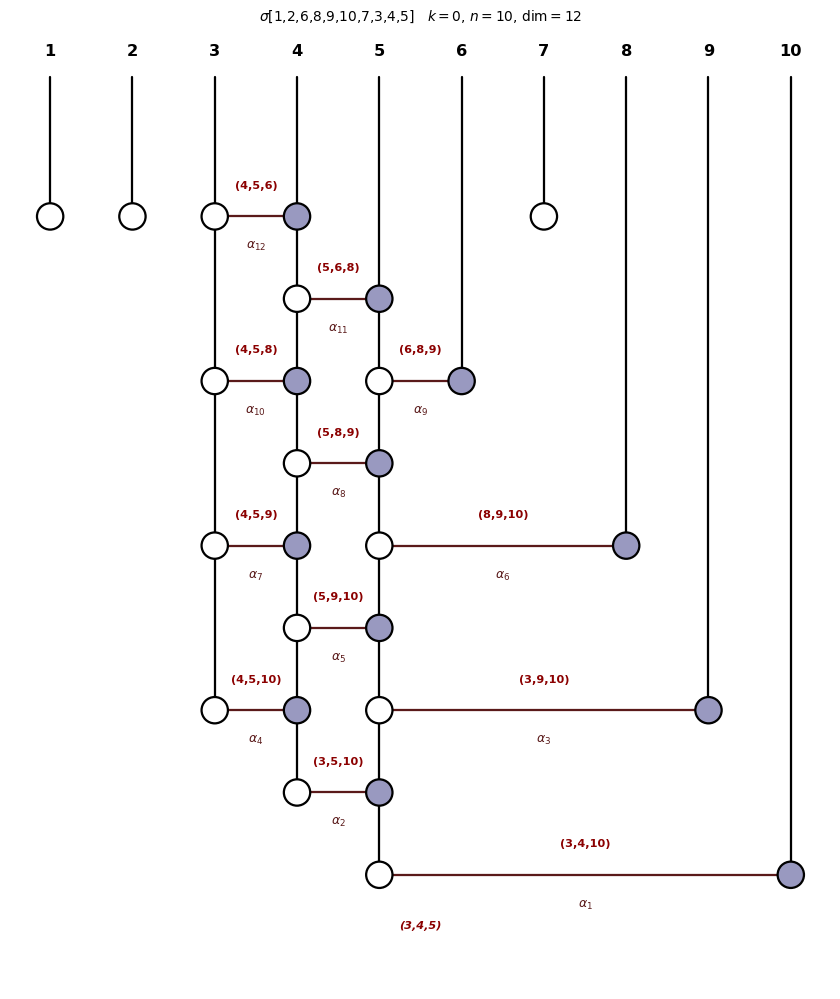 σ[1,2,6,8,9,10,7,3,4,5]   k=0, n=10, dim=12
1 2 3 4 5 6 7 8 9 10
(4,5,6)
α₁₂
(5,6,8)
α₁₁
(4,5,8) (6,8,9)
α₁₀ α₉
(5,8,9)
α₈
(4,5,9) (8,9,10)
α₇ α₆
(5,9,10)
α₅
(4,5,10) (3,9,10)
α₄ α₃
(3,5,10)
α₂
(3,4,10)
α₁
(3,4,5)